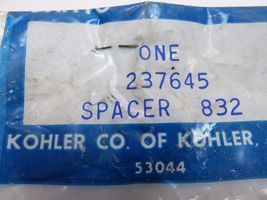 ONE
237645
SPACER 832
KOHLER CO. OF KOHLER,
53044